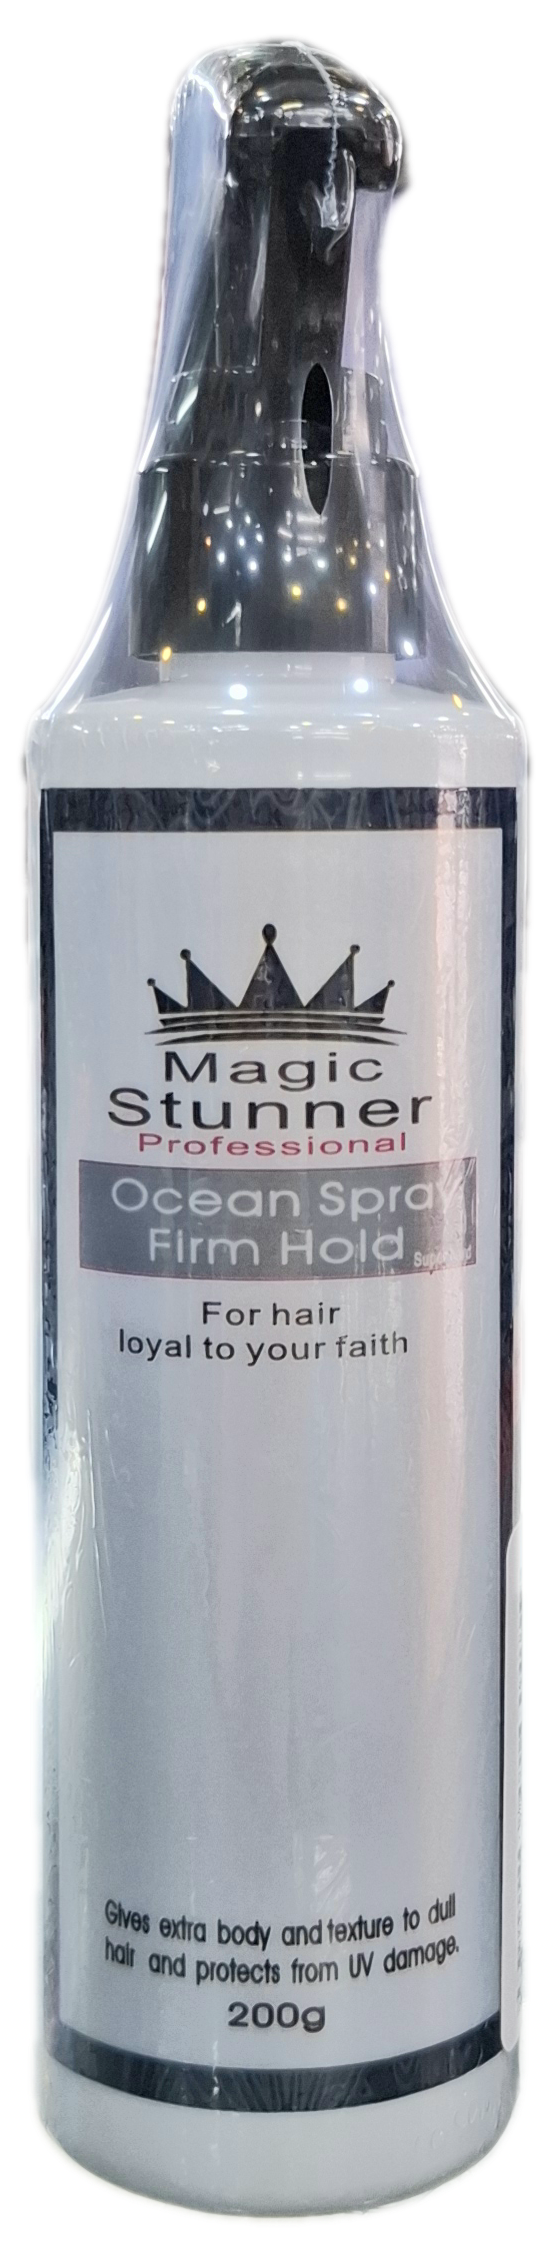 Magic
Stunner
Professional
Ocean Spray
Firm Hold
For hair
loyal to your faith
Gives extra body and texture to dull
hair and protects from UV damage.
200g